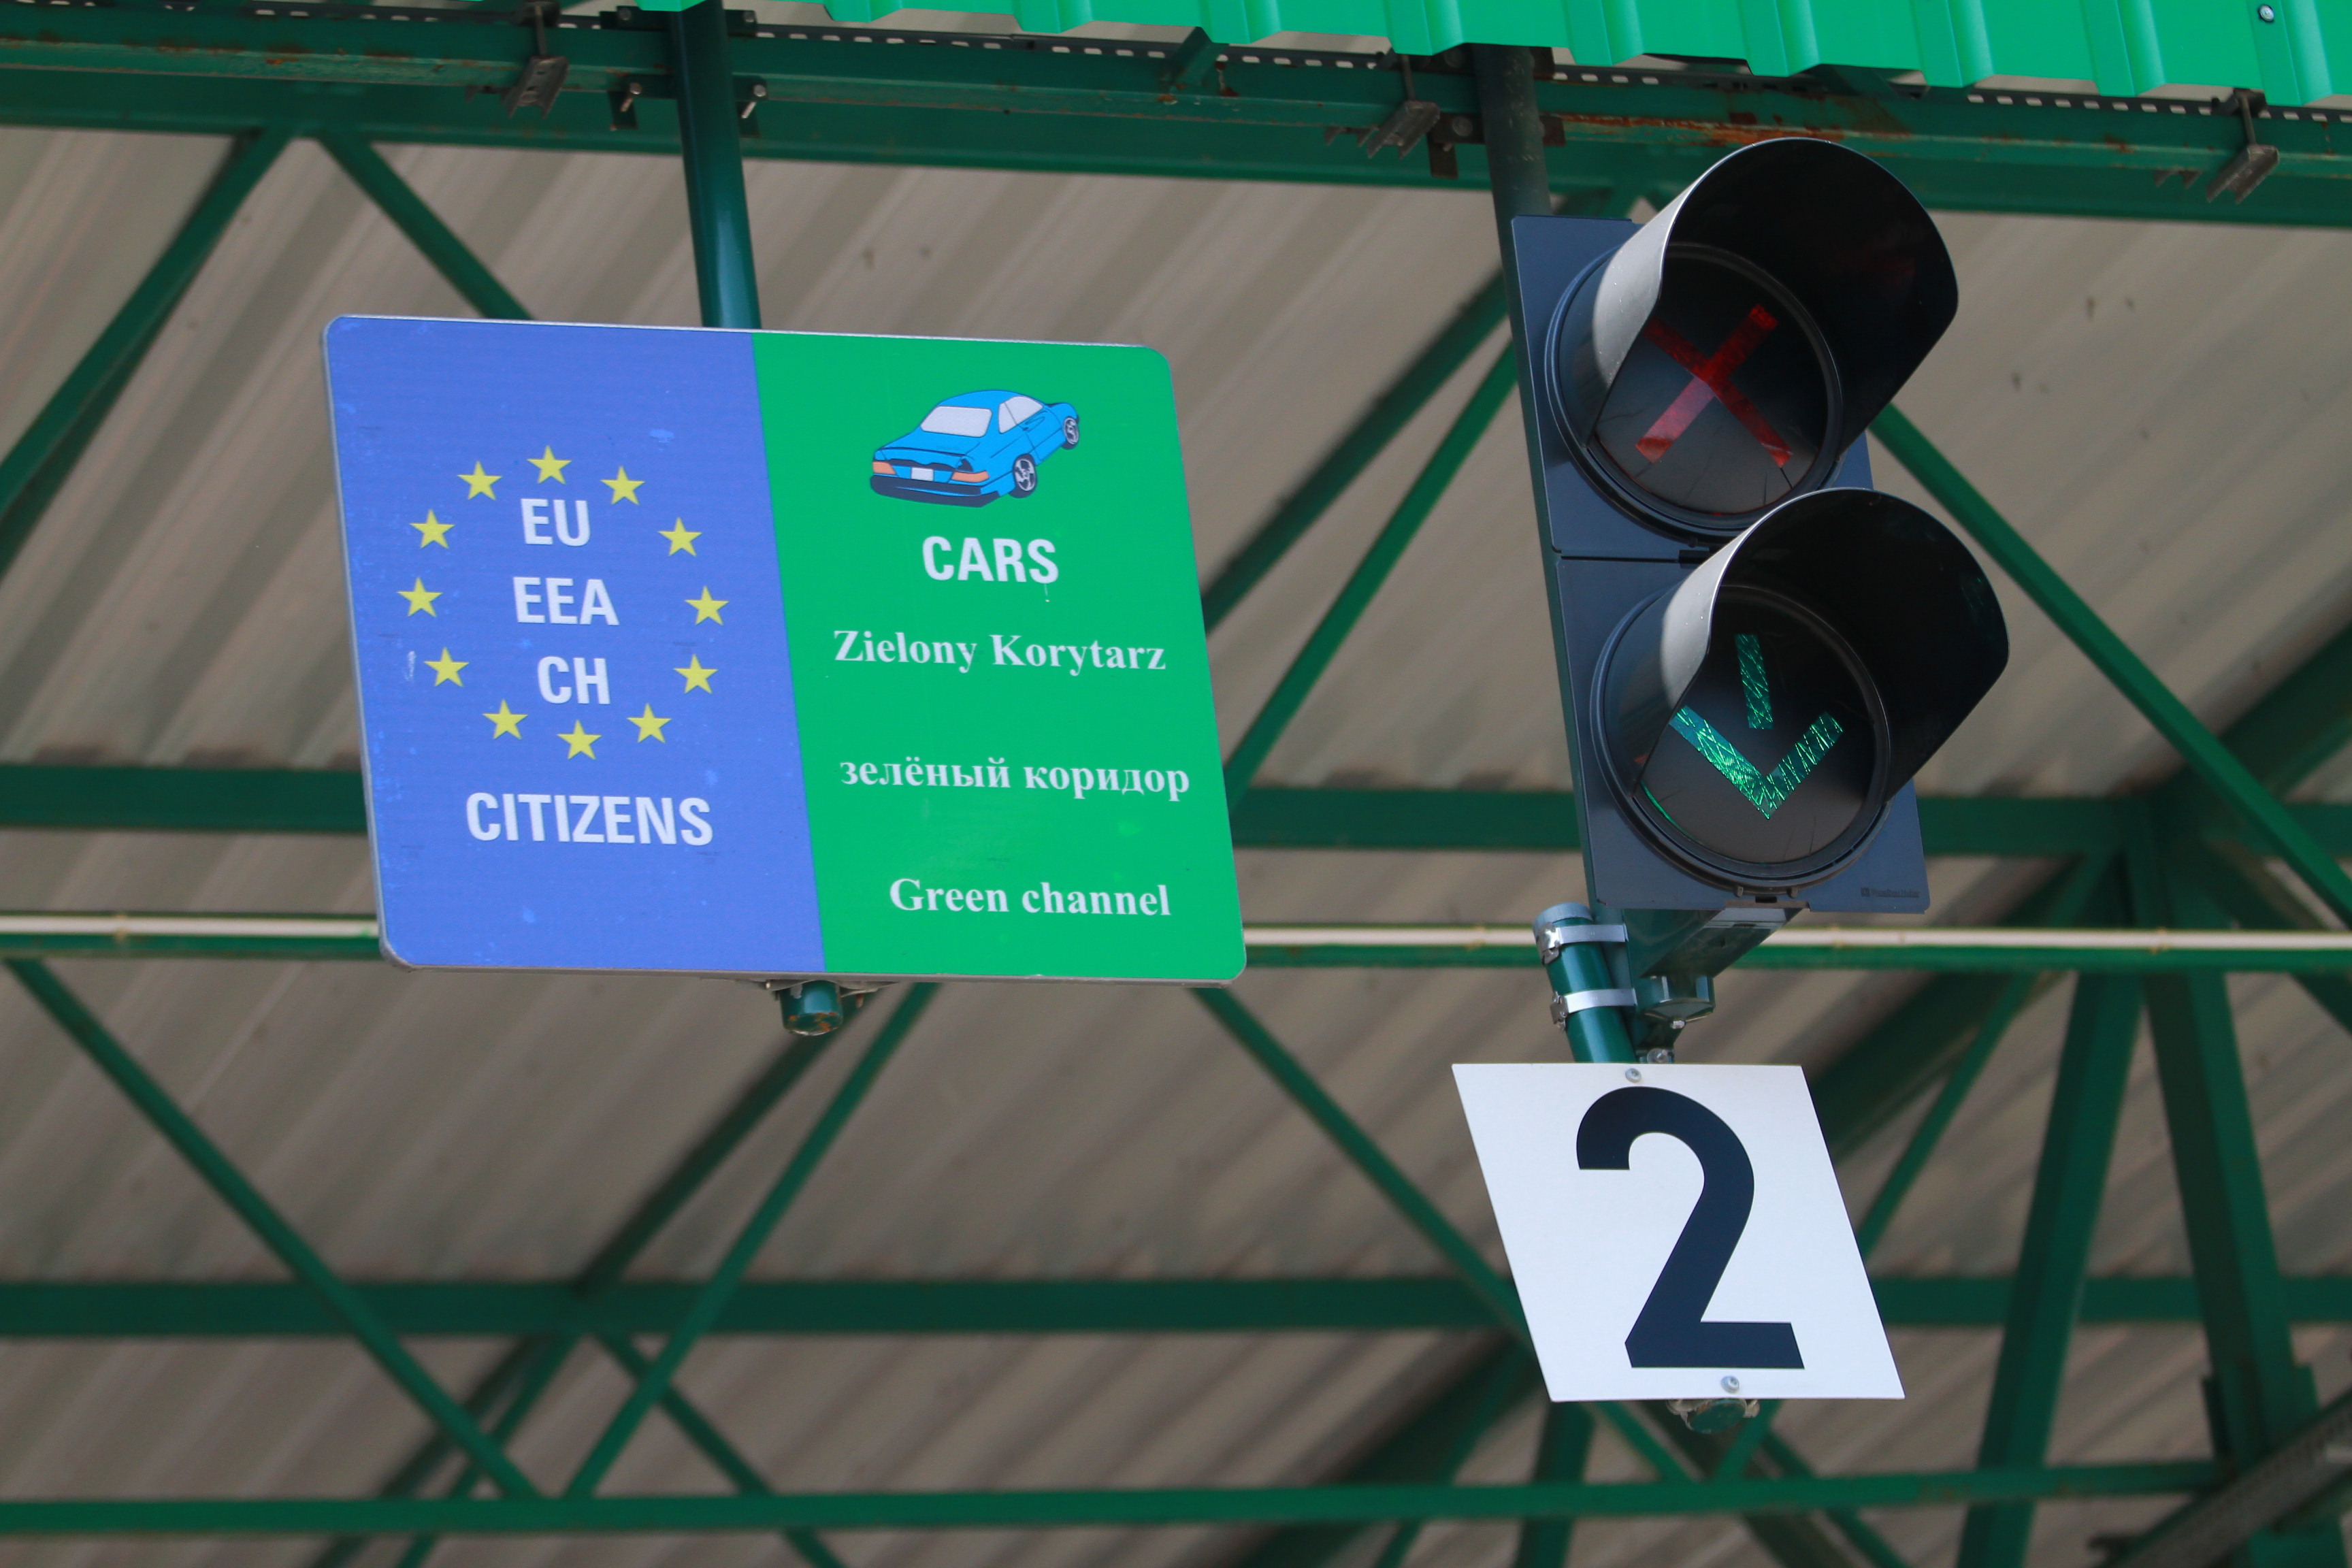 EU
EEA
CH
CITIZENS
CARS
Zielony Korytarz
зелёный коридор
Green channel
2